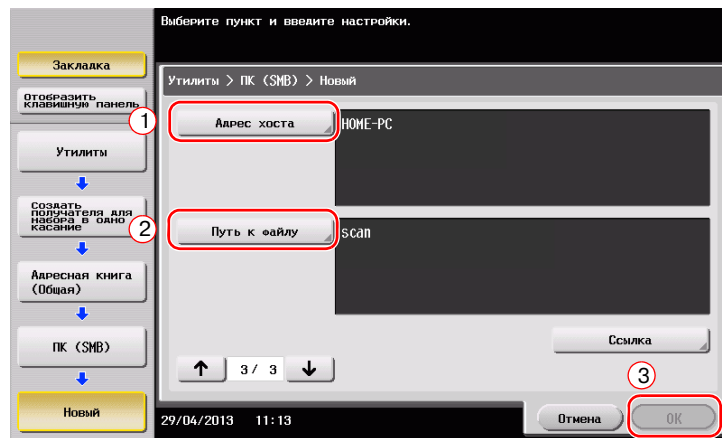 Выберите пункт и введите настройки.
Закладка
Отобразить
клавишную панель
Утилиты > ПК (SMB) > Новый
1
Адрес хоста
HOME-PC
Утилиты
Создать
получателя для
набора в одно
касание
2
Путь к файлу
scan
Адресная книга
(Общая)
ПК (SMB)
Ссылка
↑ 3/ 3 ↓
3
Новый
29/04/2013 11:13
Отмена
OK